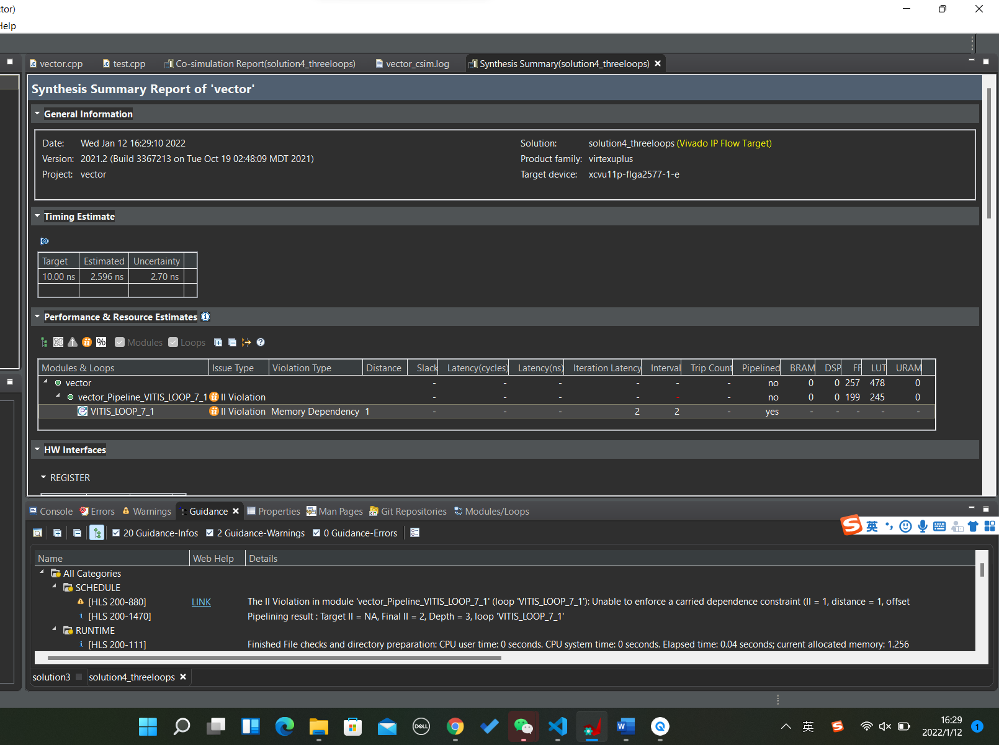 tor)
Help
vector.cpp test.cpp Co-simulation Report(solution4_threeloops) vector_csim.log Synthesis Summary(solution4_threeloops)
Synthesis Summary Report of 'vector'
General Information
Date: Wed Jan 12 16:29:10 2022 Solution: solution4_threeloops (Vivado IP Flow Target)
Version: 2021.2 (Build 3367213 on Tue Oct 19 02:48:09 MDT 2021) Product family: virtexuplus
Project: vector Target device: xcvu11p-flga2577-1-e
Timing Estimate
Target Estimated Uncertainty
10.00 ns 2.596 ns 2.70 ns
Performance & Resource Estimates
% Modules Loops
Modules & Loops Issue Type Violation Type Distance Slack Latency(cycles) Latency(ns) Iteration Latency Interval Trip Count Pipelined BRAM DSP FF LUT URAM
vector - - - - - - no 0 0 257 478 0
vector_Pipeline_VITIS_LOOP_7_1 II Violation - - - - - - no 0 0 199 245 0
VITIS_LOOP_7_1 II Violation Memory Dependency 1 - - - 2 2 - yes - - - - -
HW Interfaces
REGISTER
Console Errors Warnings Guidance Properties Man Pages Git Repositories Modules/Loops
20 Guidance-Infos 2 Guidance-Warnings 0 Guidance-Errors
英
Name Web Help Details
All Categories
SCHEDULE
[HLS 200-880] LINK The II Violation in module 'vector_Pipeline_VITIS_LOOP_7_1' (loop 'VITIS_LOOP_7_1'): Unable to enforce a carried dependence constraint (II = 1, distance = 1, offset
[HLS 200-1470] Pipelining result : Target II = NA, Final II = 2, Depth = 3, loop 'VITIS_LOOP_7_1'
RUNTIME
[HLS 200-111] Finished File checks and directory preparation: CPU user time: 0 seconds. CPU system time: 0 seconds. Elapsed time: 0.04 seconds; current allocated memory: 1.256
solution3 solution4_threeloops
DELL 英 16:29
2022/1/12 1